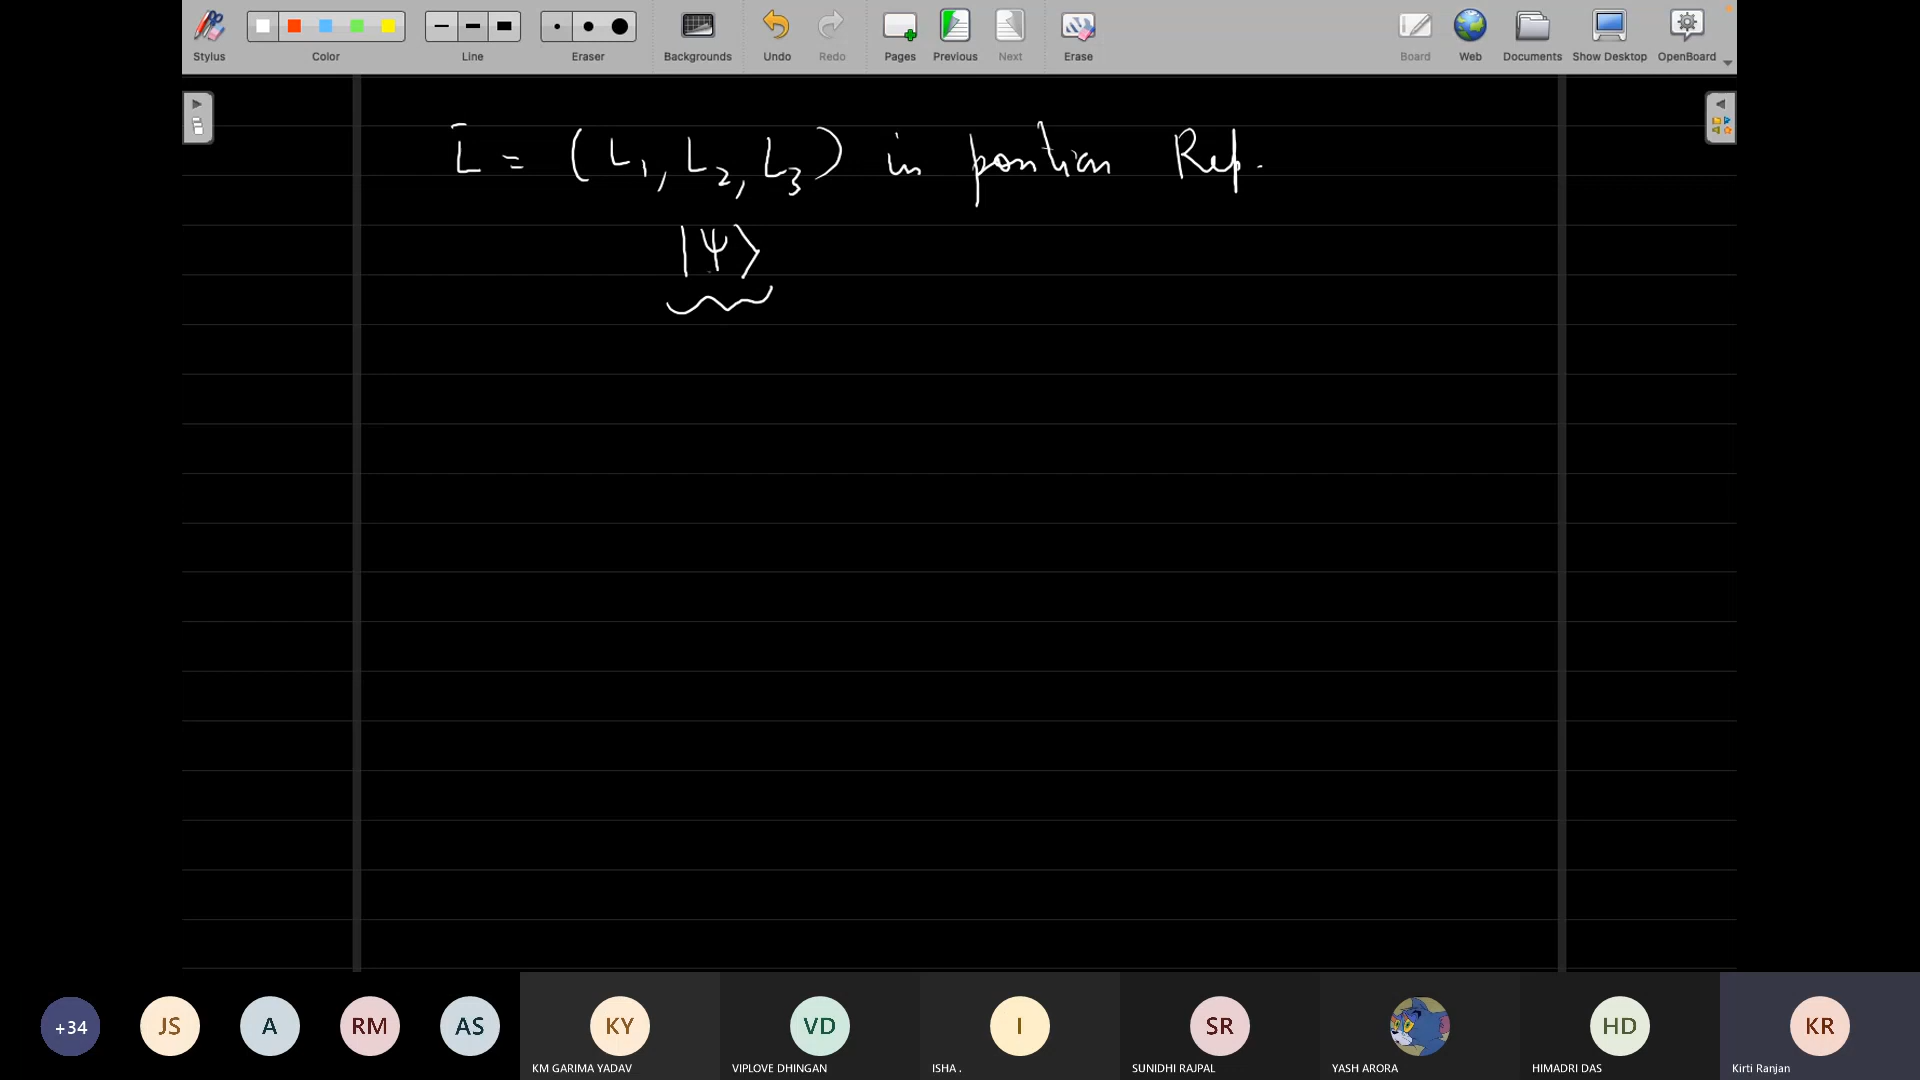 Stylus Color Line Eraser Backgrounds Undo Redo Pages Previous Next Erase Board Web Documents Show Desktop OpenBoard
L̄ = (L₁, L₂, L₃) in position Rep.
|Ψ⟩
+34 JS A RM AS KY VD I SR HD KR
KM GARIMA YADAV VIPLOVE DHINGAN ISHA . SUNIDHI RAJPAL YASH ARORA HIMADRI DAS Kirti Ranjan